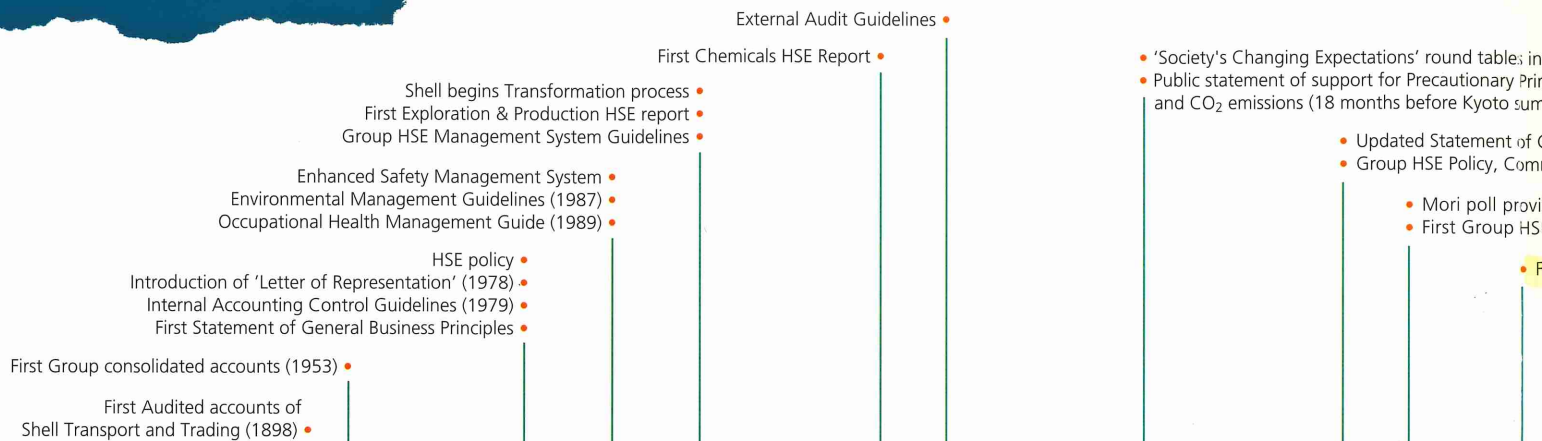 External Audit Guidelines
First Chemicals HSE Report
Shell begins Transformation process
First Exploration & Production HSE report
Group HSE Management System Guidelines
Enhanced Safety Management System
Environmental Management Guidelines (1987)
Occupational Health Management Guide (1989)
HSE policy
Introduction of ‘Letter of Representation’ (1978)
Internal Accounting Control Guidelines (1979)
First Statement of General Business Principles
First Group consolidated accounts (1953)
First Audited accounts of
Shell Transport and Trading (1898)
‘Society's Changing Expectations’ round tables in
Public statement of support for Precautionary
and CO₂ emissions (18 months before Kyoto
Updated Statement of
Group HSE Policy,
Mori poll
First Group